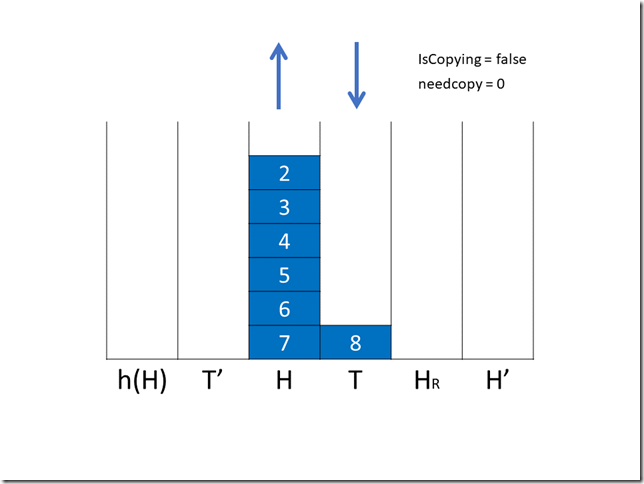 IsCopying = false
needcopy = 0
2
3
4
5
6
7 8
h(H) T’ H T HR H’